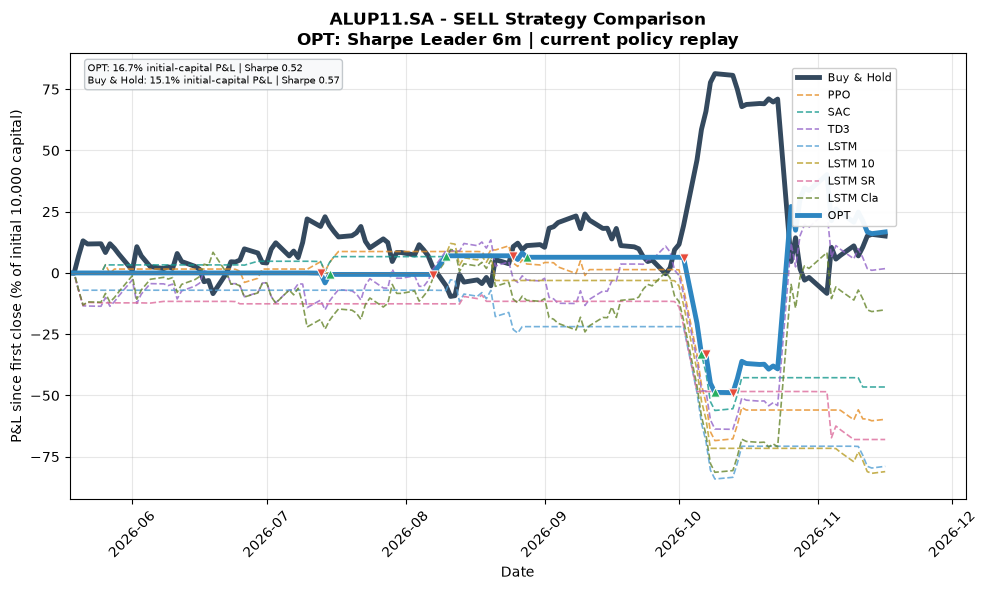 ALUP11.SA - SELL Strategy Comparison
OPT: Sharpe Leader 6m | current policy replay
OPT: 16.7% initial-capital P&L | Sharpe 0.52
Buy & Hold: 15.1% initial-capital P&L | Sharpe 0.57
Buy & Hold
PPO
SAC
TD3
LSTM
LSTM 10
LSTM SR
LSTM Cla
OPT
P&L since first close (% of initial 10,000 capital)
75
50
25
0
−25
−50
−75
2026-06
2026-07
2026-08
2026-09
2026-10
2026-11
2026-12
Date